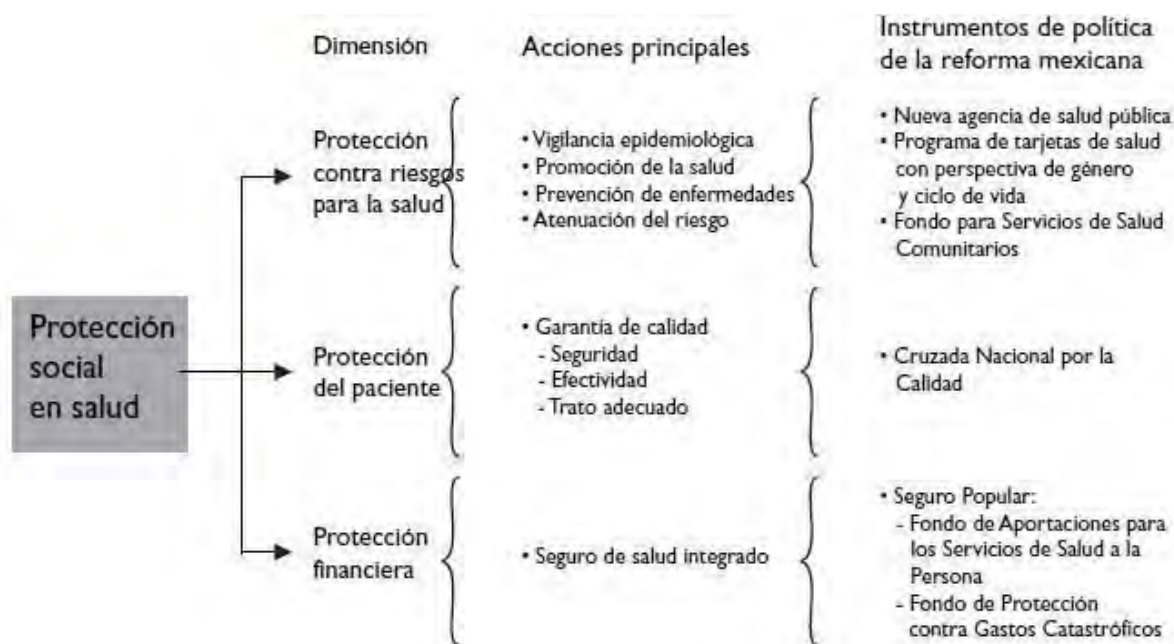 Dimensión
Acciones principales
Instrumentos de política
de la reforma mexicana
Protección social en salud
Protección
contra riesgos
para la salud
• Vigilancia epidemiológica
• Promoción de la salud
• Prevención de enfermedades
• Atenuación del riesgo
• Nueva agencia de salud pública
• Programa de tarjetas de salud
con perspectiva de género
y ciclo de vida
• Fondo para Servicios de Salud
Comunitarios
Protección
del paciente
• Garantía de calidad
- Seguridad
- Efectividad
- Trato adecuado
• Cruzada Nacional por la
Calidad
Protección
financiera
• Seguro de salud integrado
• Seguro Popular:
- Fondo de Aportaciones para
los Servicios de Salud a la
Persona
- Fondo de Protección
contra Gastos Catastróficos